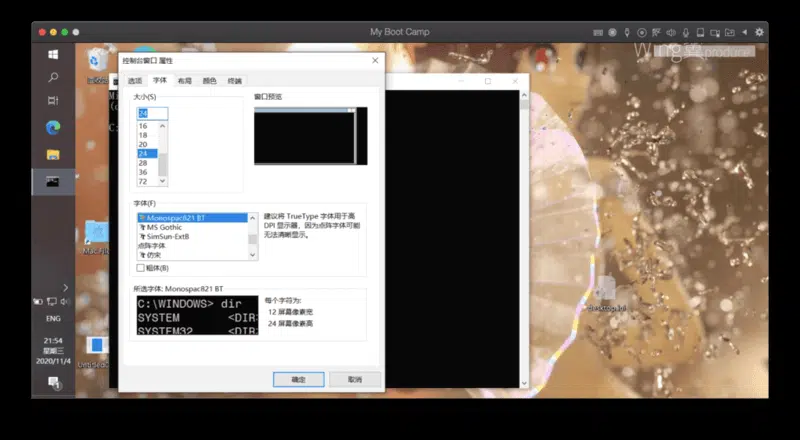 My Boot Camp
Wing翼
produce
控制台窗口 属性
选项 字体 布局 颜色 终端
大小(S)
24
16
18
20
24
28
36
72
窗口预览
字体(F)
Monospac821 BT
MS Gothic
SimSun-ExtB
点阵字体
仿宋
粗体(B)
建议将 TrueType 字体用于高
DPI 显示器，因为点阵字体可能
无法清晰显示。
所选字体: Monospac821 BT
C:\WINDOWS> dir
SYSTEM <DIR>
SYSTEM32 <DIR>
每个字符为:
12 屏幕像素宽
24 屏幕像素高
确定 取消
ENG
21:54
星期三
2020/11/4